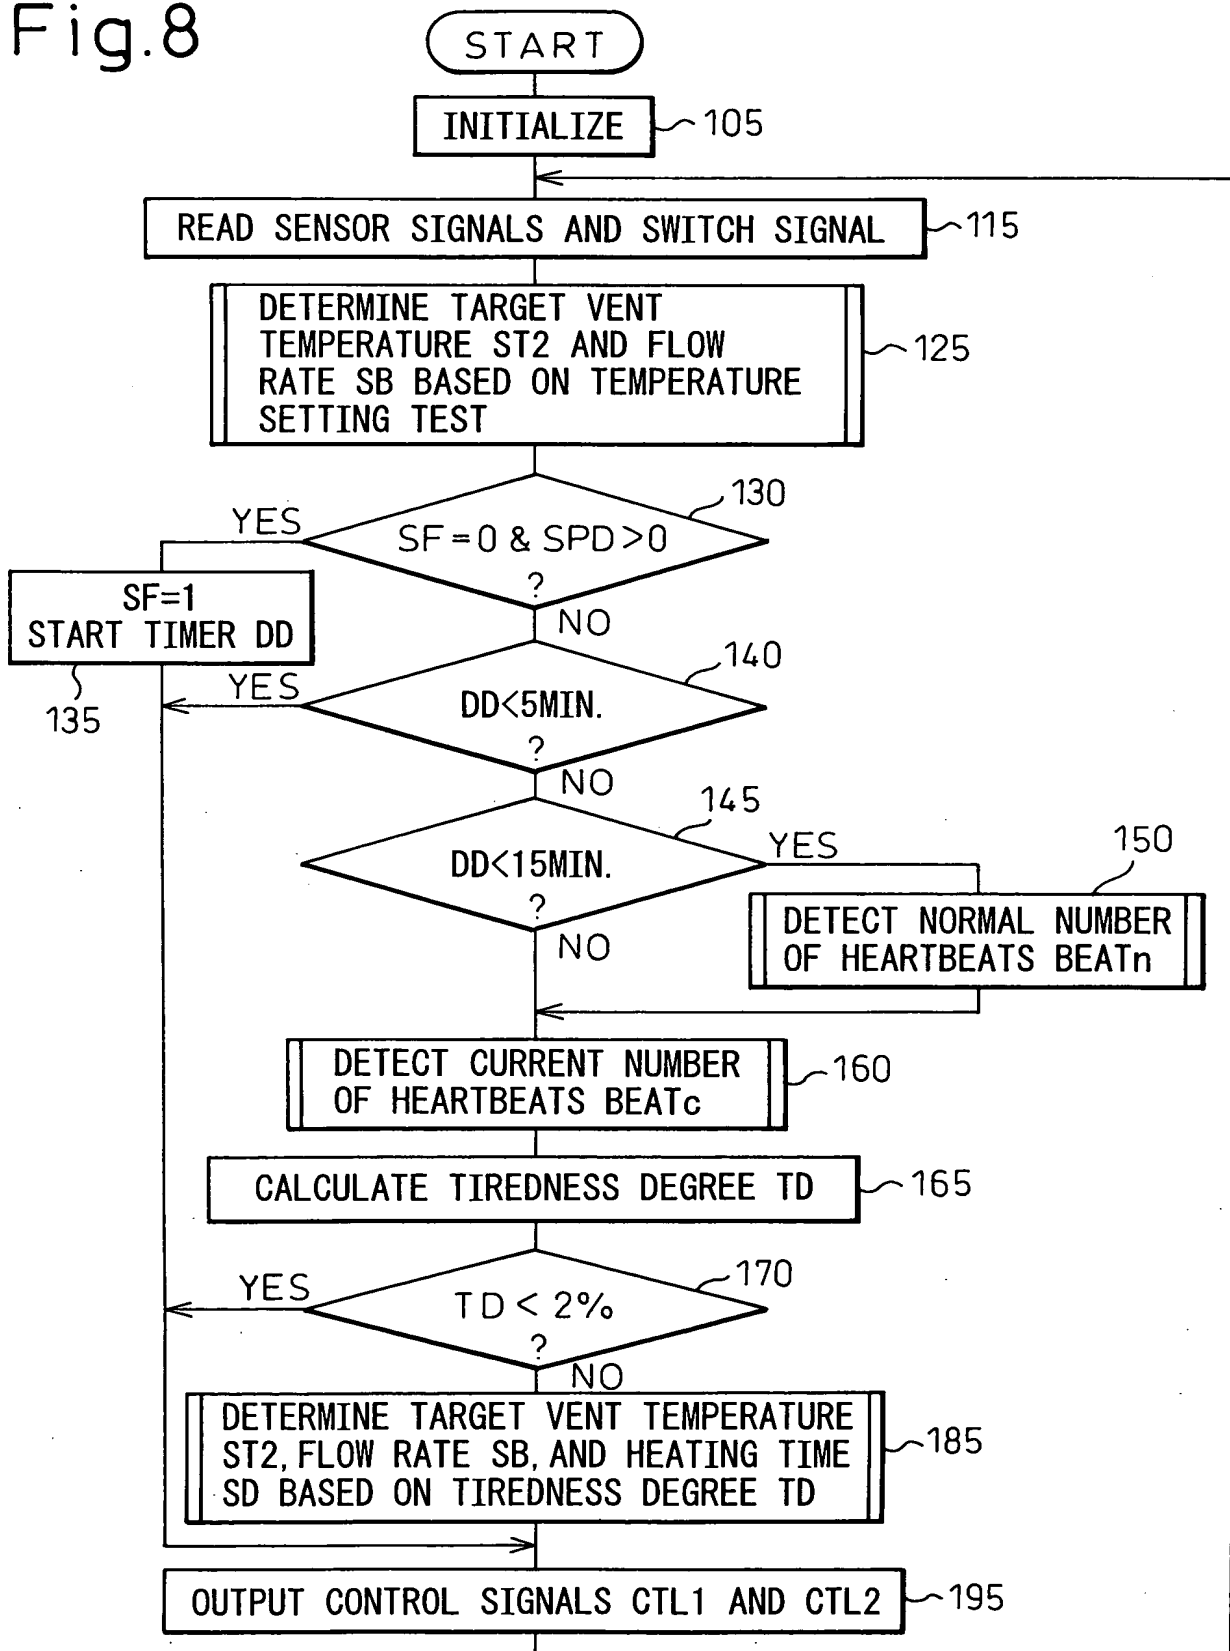 Fig.8
START
INITIALIZE
105
READ SENSOR SIGNALS AND SWITCH SIGNAL
115
DETERMINE TARGET VENT
TEMPERATURE ST2 AND FLOW
RATE SB BASED ON TEMPERATURE
SETTING TEST
125
130
YES
SF=0 & SPD>0
?
NO
SF=1
START TIMER DD
135
140
YES
DD<5MIN.
?
NO
145
DD<15MIN.
?
YES
NO
150
DETECT NORMAL NUMBER
OF HEARTBEATS BEATn
DETECT CURRENT NUMBER
OF HEARTBEATS BEATc
160
CALCULATE TIREDNESS DEGREE TD
165
170
YES
TD < 2%
?
NO
DETERMINE TARGET VENT TEMPERATURE
ST2, FLOW RATE SB, AND HEATING TIME
SD BASED ON TIREDNESS DEGREE TD
185
OUTPUT CONTROL SIGNALS CTL1 AND CTL2
195